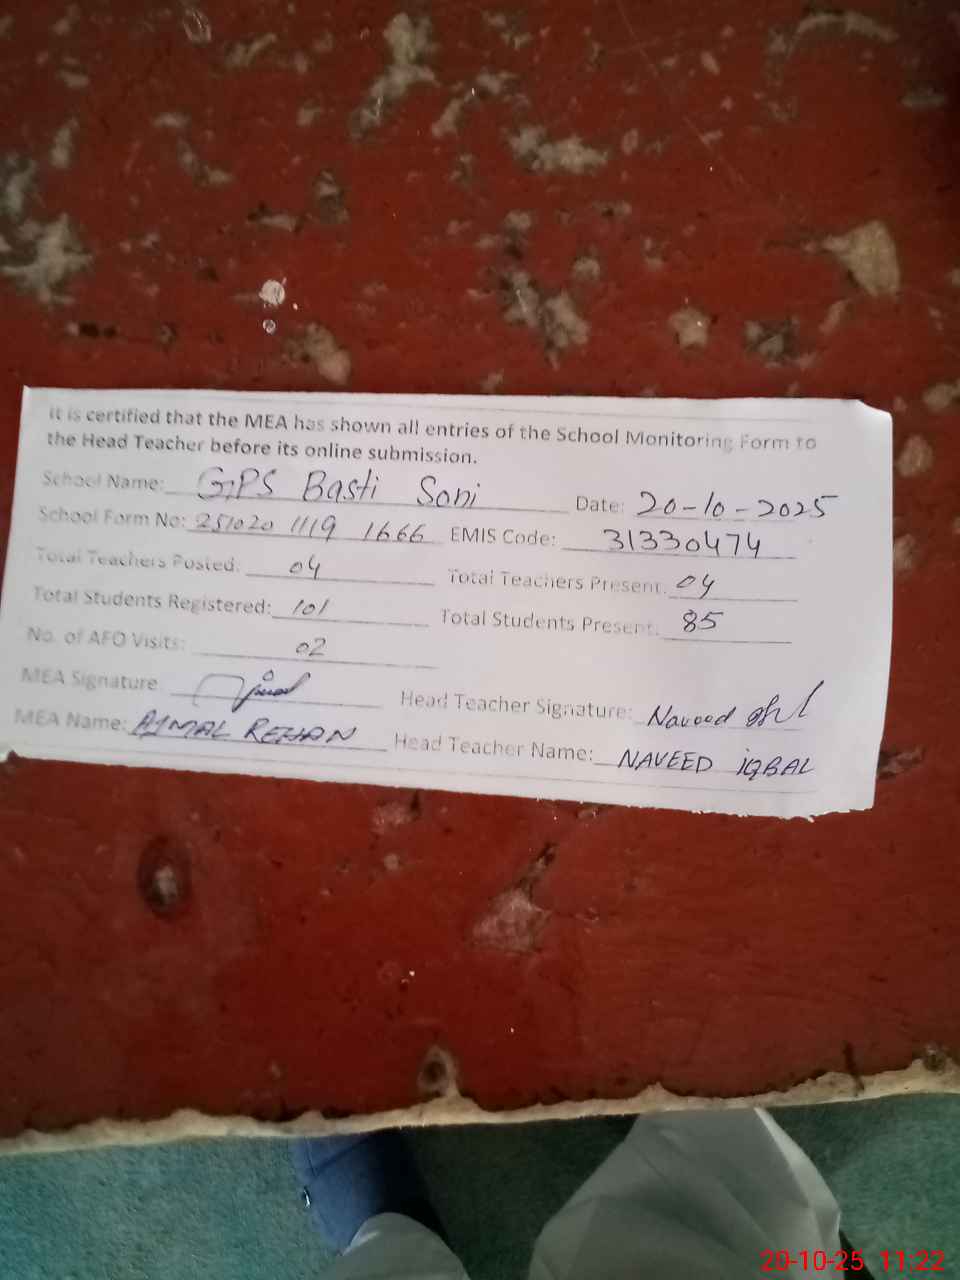 It is certified that the MEA has shown all entries of the School Monitoring Form to
the Head Teacher before its online submission.
School Name: GPS Basti Soni Date: 20-10-2025
School Form No: 251020 1119 1666 EMIS Code: 31330474
Total Teachers Posted: 04 Total Teachers Present: 04
Total Students Registered: 101 Total Students Present: 85
No. of AFO Visits: 02
MEA Signature Head Teacher Signature: Naveed
MEA Name: AJMAL REHAN Head Teacher Name: NAVEED IQBAL
20-10-25 11:22